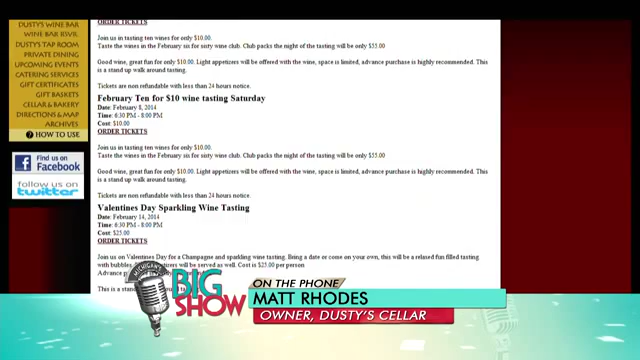 DUSTY'S WINE BAR
WINE BAR RSVR.
DUSTY'S TAP ROOM
PRIVATE DINING
UPCOMING EVENTS
CATERING SERVICES
GIFT CERTIFICATES
GIFT BASKETS
CELLAR & BAKERY
DIRECTIONS & MAP
ARCHIVES
? HOW TO USE
f Find us on
Facebook
follow us on
twitter
ORDER TICKETS
Join us in tasting ten wines for only $10.00.
Taste the wines in the February six for sixty wine club. Club packs the night of the tasting will be only $55.00
Good wine, great fun for only $10.00. Light appetizers will be offered with the wine, space is limited, advance purchase is highly recommended. This
is a stand up walk around tasting.
Tickets are non refundable with less than 24 hours notice.
February Ten for $10 wine tasting Saturday
Date: February 8, 2014
Time: 6:30 PM - 8:00 PM
Cost: $10.00
ORDER TICKETS
Join us in tasting ten wines for only $10.00.
Taste the wines in the February six for sixty wine club. Club packs the night of the tasting will be only $55.00
Good wine, great fun for only $10.00. Light appetizers will be offered with the wine, space is limited, advance purchase is highly recommended. This
is a stand up walk around tasting.
Tickets are non refundable with less than 24 hours notice.
Valentines Day Sparkling Wine Tasting
Date: February 14, 2014
Time: 6:30 PM - 8:00 PM
Cost: $25.00
ORDER TICKETS
Join us on Valentines Day for a Champagne and sparkling wine tasting. Bring a date or come on your own, this will be a relaxed fun filled tasting
with bubbles. will be served as well. Cost is $25.00 per person
Advance
This is a
MICHIGAN'S
BIG
SHOW
ON THE PHONE
MATT RHODES
OWNER, DUSTY'S CELLAR